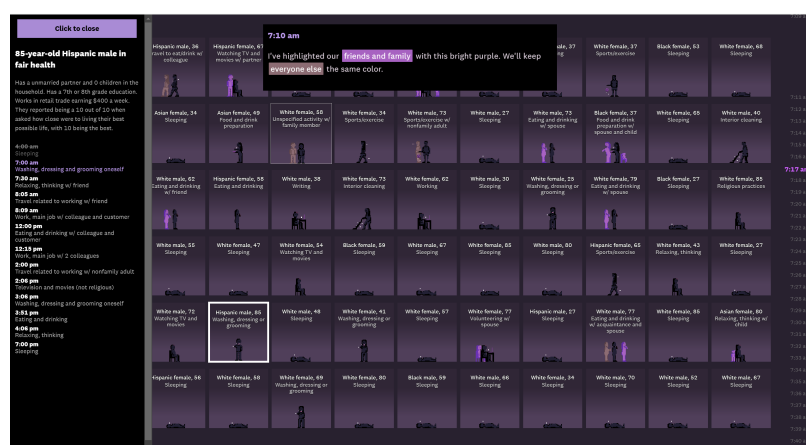 Click to close
85-year-old Hispanic male in
fair health
Has a unmarried partner and 0 children in the
household. Has a 7th or 8th grade education.
Works in retail trade earning $400 a week.
They reported being a 10 out of 10 when
asked how close were to living their best
possible life, with 10 being the best.
4:00 am
Sleeping
7:00 am
Washing, dressing and grooming oneself
7:30 am
Relaxing, thinking w/ friend
8:05 am
Travel related to working w/ friend
8:09 am
Work, main job w/ colleague and customer
12:00 pm
Eating and drinking w/ colleague and
customer
12:15 pm
Work, main job w/ 2 colleagues
2:00 pm
Travel related to working w/ nonfamily adult
2:06 pm
Television and movies (not religious)
3:06 pm
Washing, dressing and grooming oneself
3:51 pm
Eating and drinking
4:06 pm
Relaxing, thinking
7:00 pm
Sleeping
7:10 am
I've highlighted our friends and family with this bright purple. We'll keep
everyone else the same color.
Hispanic male, 36
ravel to eat/drink w/
colleague
Hispanic female, 67
Watching TV and
movies w/ partner
ale, 37
White female, 37
Sports/exercise
Black female, 53
Sleeping
White female, 68
Sleeping
Asian female, 34
Sleeping
Asian female, 49
Food and drink
preparation
White female, 58
Unspecified activity w/
family member
White female, 34
Sports/exercise
White male, 73
Sports/exercise w/
nonfamily adult
White female, 27
Sleeping
White male, 73
Eating and drinking
w/ spouse
Black female, 37
Food and drink
preparation w/
spouse and child
White female, 65
Sleeping
White male, 40
Interior cleaning
White male, 62
Eating and drinking
w/ friend
Hispanic female, 56
Eating and drinking
White male, 38
Writing
White female, 73
Interior cleaning
White female, 62
Working
White male, 30
Sleeping
White female, 25
Washing, dressing or
grooming
White female, 79
Eating and drinking
w/ spouse
Black female, 27
Sleeping
White female, 85
Religious practices
White male, 55
Sleeping
White female, 47
Sleeping
White female, 54
Watching TV and
movies
Black female, 59
Sleeping
White male, 67
Sleeping
White female, 85
Sleeping
White male, 80
Sleeping
Hispanic female, 65
Sports/exercise
White female, 43
Relaxing, thinking
White female, 27
Sleeping
White male, 72
Watching TV and
movies
Hispanic male, 85
Washing, dressing or
grooming
White male, 48
Sleeping
White female, 41
Washing, dressing or
grooming
White female, 57
Sleeping
White female, 77
Volunteering w/
spouse
Hispanic male, 27
Sleeping
White male, 77
Eating and drinking
w/ acquaintance and
spouse
White female, 85
Sleeping
Asian female, 80
Relaxing, thinking w/
child
Hispanic female, 56
Sleeping
White female, 58
Sleeping
White female, 69
Washing, dressing or
grooming
White female, 80
Sleeping
Black male, 59
Sleeping
White male, 66
Sleeping
White female, 34
Sleeping
White male, 70
Sleeping
White male, 52
Sleeping
White male, 67
Sleeping
7:17 am